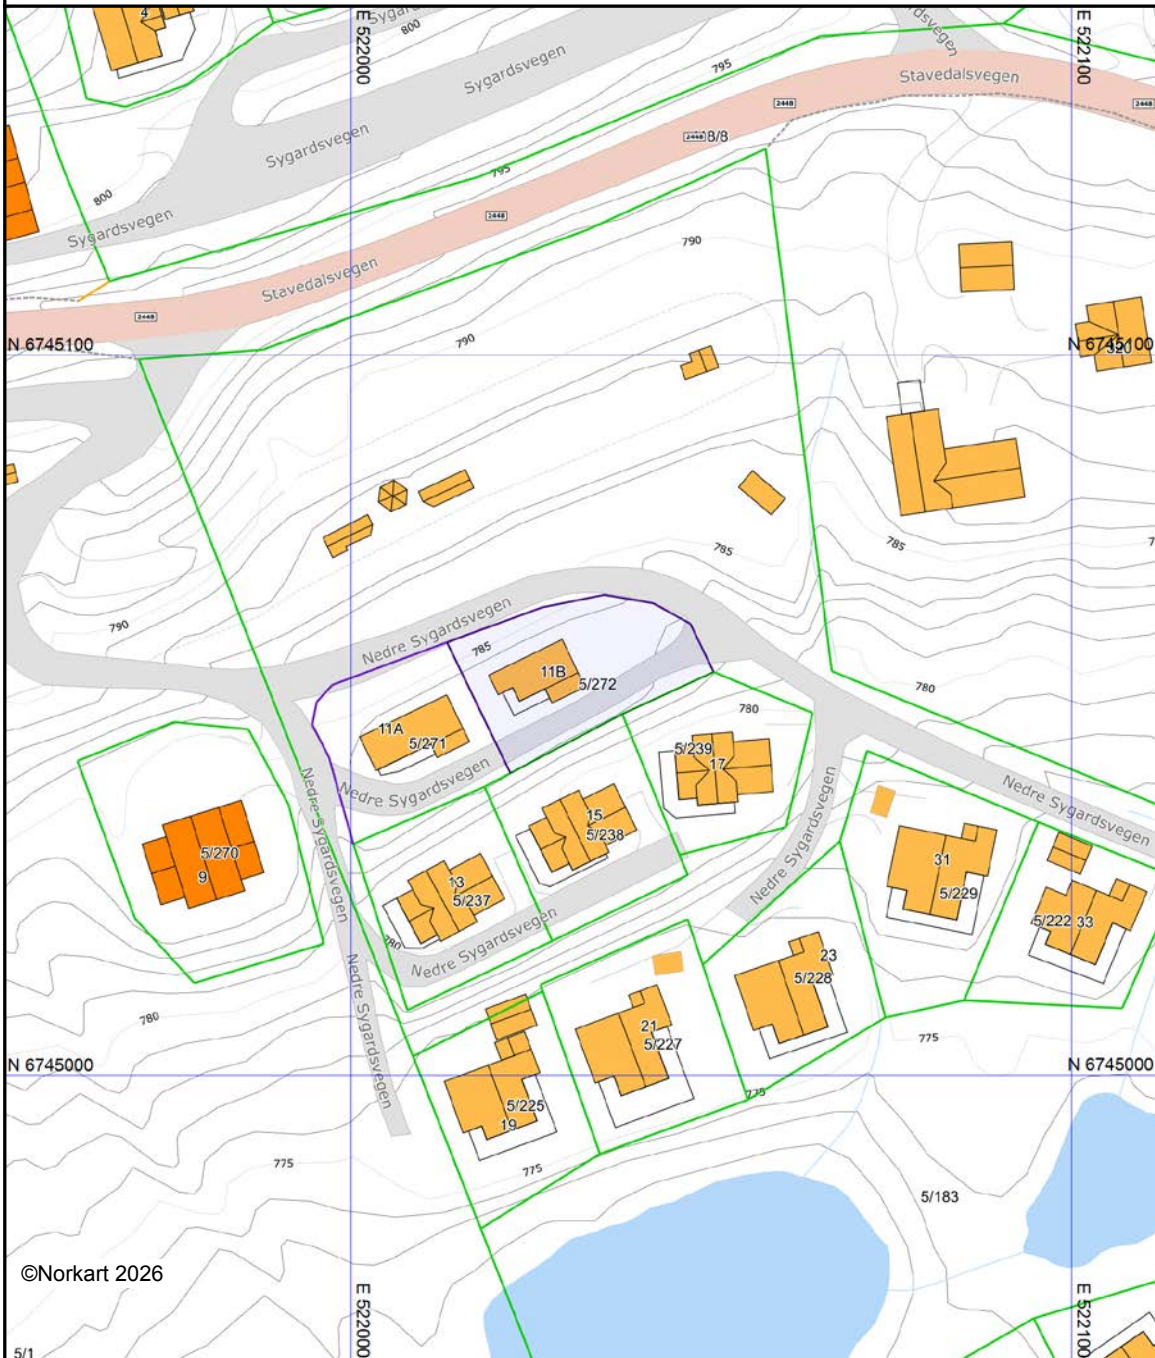 4
Sygardsvegen
800
E 522000
Sygardsvegen
795
Stavedalsvegen
E 522100
2448
2448
2448
8/8
Sygardsvegen
795
800
Sygardsvegen
2448
790
Stavedalsvegen
2448
N 6745100
790
N 6745100
320
785
785
790
Nedre Sygardsvegen
785
11B
5/272
780
780
11A
5/271
5/239
17
Nedre Sygardsvegen
Nedre Sygardsvegen
Nedre Sygardsvegen
Nedre Sygardsvegen
15
5/238
5/270
9
13
5/237
31
5/229
5/222
33
780
Nedre Sygardsvegen
Nedre Sygardsvegen
23
5/228
780
21
5/227
775
N 6745000
N 6745000
775
5/225
19
775
775
5/183
©Norkart 2026
E 522000
E 522100
5/1